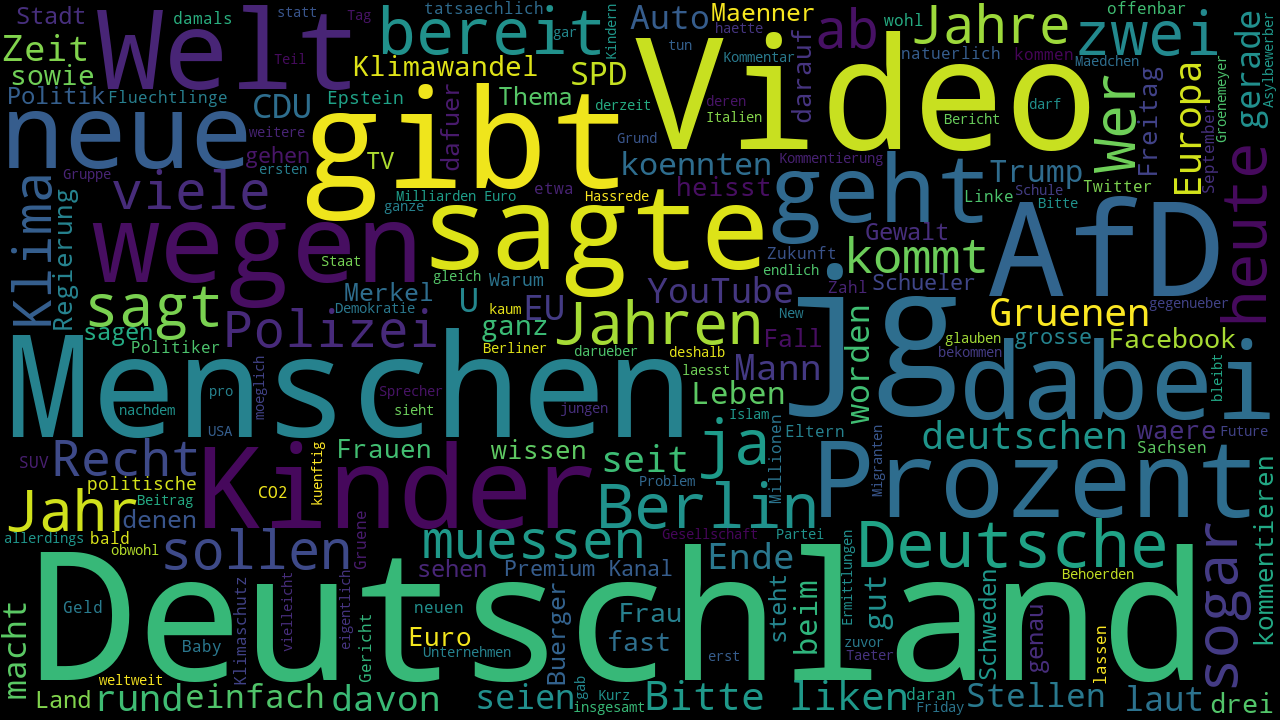 Stadt
damals
Welt
statt
Tag
Teil
tatsaechlich
bereit
gar
Kindern
Auto
tun
haette
Kommentar
Maenner
ab
wohl
Jahre
natuerlich
kommen
offenbar
zwei
Maedchen
gerade
Asylbewerber
Zeit
sowie
Politik
Fluechtlinge
neue
CDU
weitere
Klimawandel
Epstein
gibt
SPD
Thema
derzeit
Video
deren
Italien
darauf
Bericht
darf
Wer
Freitag
Europa
September
Groenemeyer
gehen
ersten
TV
dafuer
Grund
Gruppe
viele
Milliarden Euro
ganze
etwa
Hassrede
koennten
heisst
Kommentierung
geht
Trump
Linke
Schule
Bitte
Twitter
heute
Klima
Regierung
wegen
Staat
sagte
gleich
Warum
Zukunft
endlich
Gewalt
kommt
AfD
sagt
sagen
Politiker
Polizei
Merkel
Demokratie
U
kaum
EU
ganz
Berliner
Jahren
darueber
YouTube
deshalb
laesst
New
Zahl
Fall
Schueler
jg
Gruenen
glauben
bekommen
grosse
Facebook
gegenueber
bleibt
Menschen
nachdem
pro
USA
moeglich
Sprecher
sieht
jungen
Mann
Leben
Islam
worden
dabei
SUV
Recht
politische
Beitrag
Kinder
CO2
kuenftig
Frauen
wissen
seit
Problem
ja
Millionen
Eltern
Migranten
deutschen
waere
Sachsen
Future
Prozent
Jahr
denen
allerdings
bald
obwohl
sollen
Gruene
muessen
sehen
Premium Kanal
Berlin
Gesellschaft
Ende
Partei
Ermittlungen
Deutsche
Behoerden
sogar
kommentieren
macht
Geld
Deutschland
Baby
Klimaschutz
vielleicht
eigentlich
Gericht
neuen
Euro
Unternehmen
Buerger
Frau
fast
erst
steht
beim
gut
zuvor
Taeter
Schweden
genau
lassen
weltweit
Land
rund
einfach
davon
seien
gab
Kurz
insgesamt
Bitte liken
daran
Friday
Stellen
laut
drei